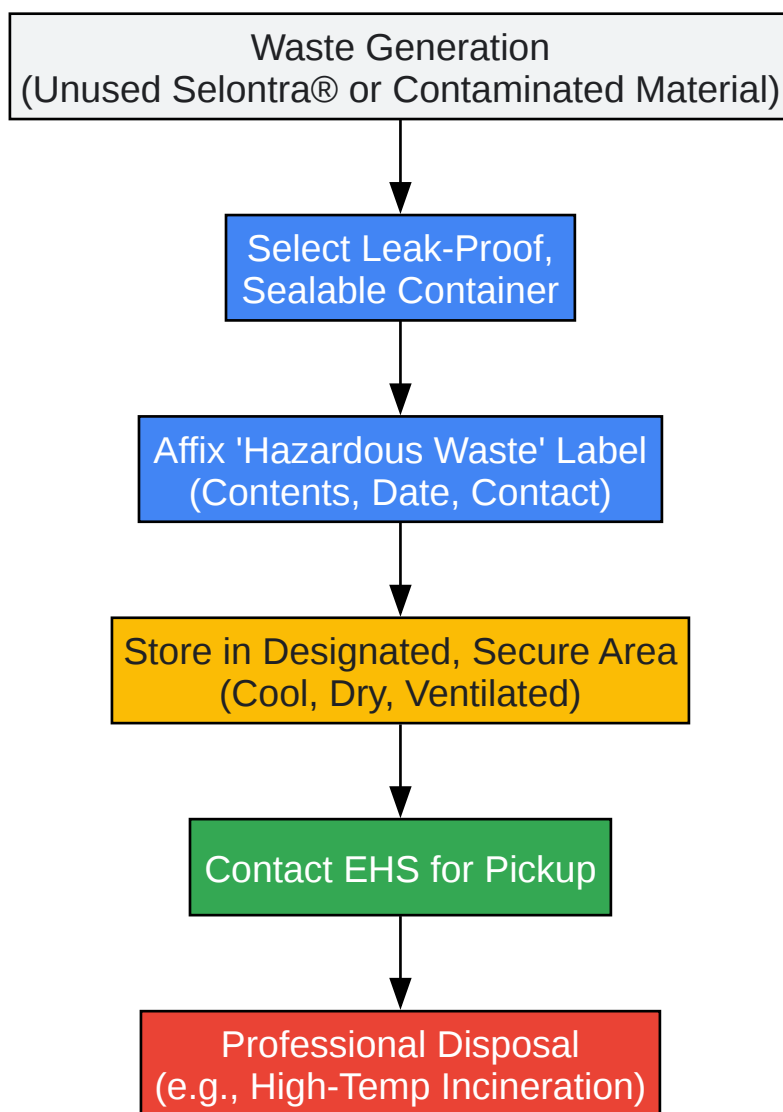 Waste Generation
(Unused Selontra® or Contaminated Material)
Select Leak-Proof,
Sealable Container
Affix 'Hazardous Waste' Label
(Contents, Date, Contact)
Store in Designated, Secure Area
(Cool, Dry, Ventilated)
Contact EHS for Pickup
Professional Disposal
(e.g., High-Temp Incineration)